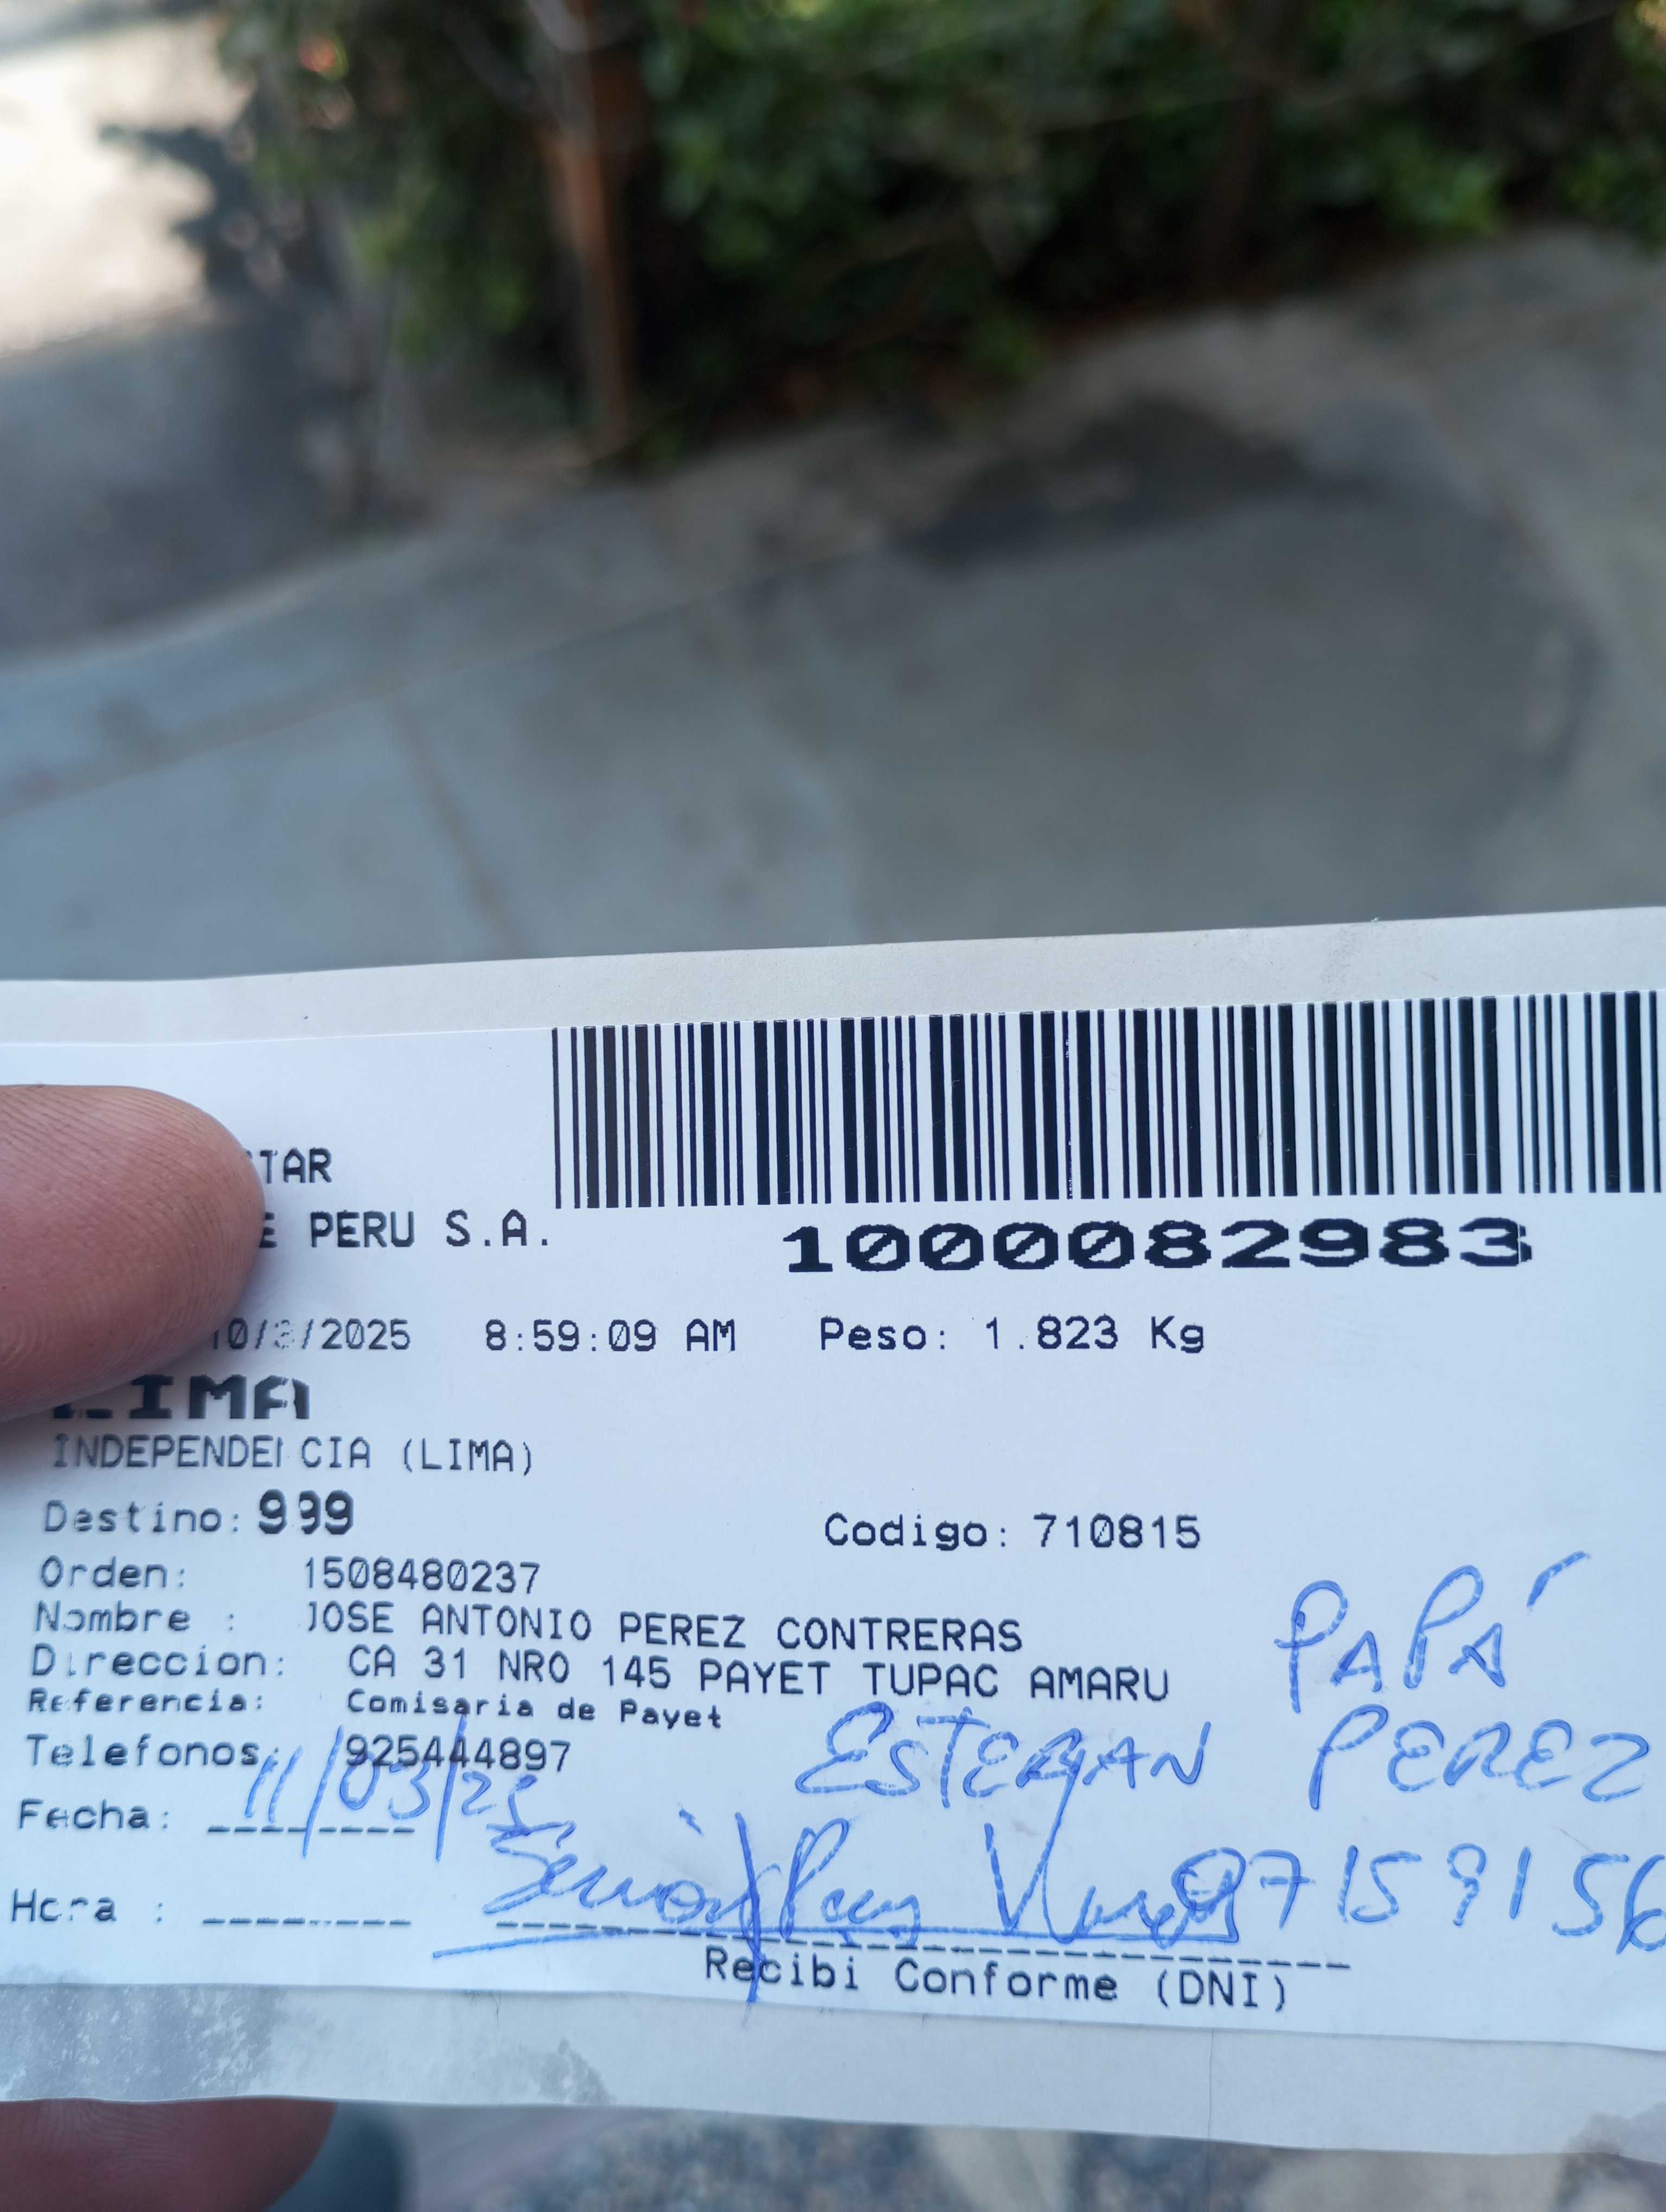 TAR
E PERU S.A.
1000082983
10/3/2025 8:59:09 AM Peso: 1.823 Kg
LIMA
INDEPENDENCIA (LIMA)
Destino: 999
Codigo: 710815
Orden: 1508480237
Nombre : JOSE ANTONIO PEREZ CONTRERAS
Direccion: CA 31 NRO 145 PAYET TUPAC AMARU
Referencia: Comisaria de Payet
Telefonos: 925444897
PAPÁ
ESTEBAN PEREZ
Fecha: 11/03/25
Hora :
Recibi Conforme (DNI)